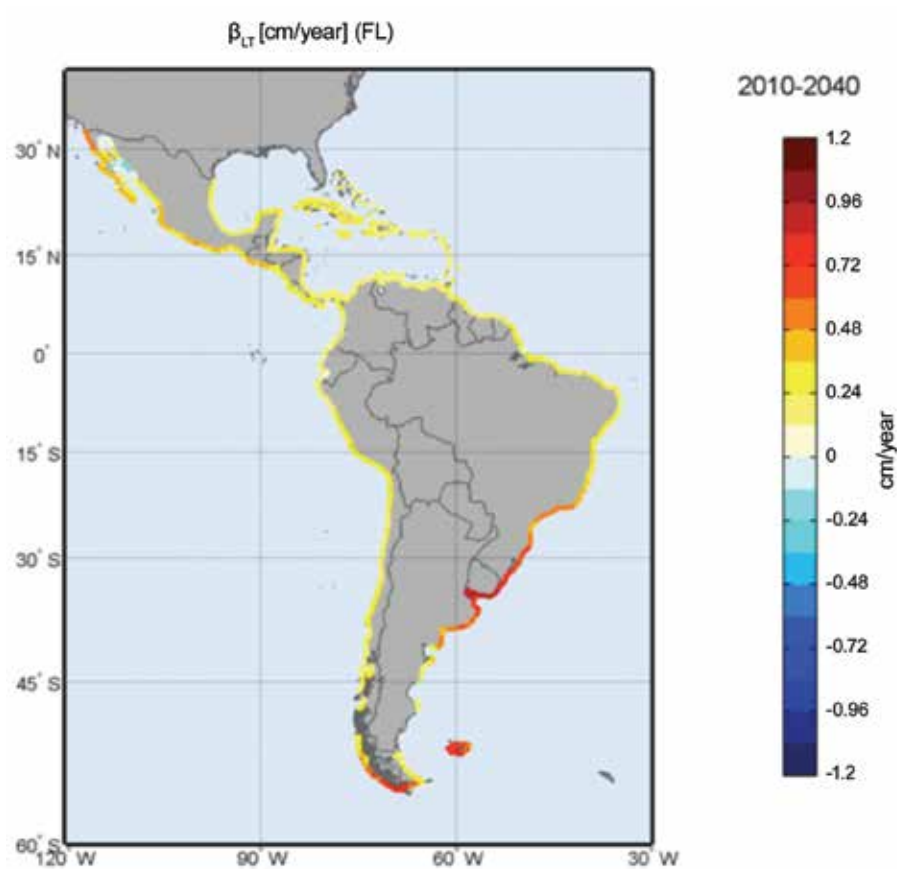 β_LT [cm/year] (FL)
2010-2040
30° N
15° N
0°
15° S
30° S
45° S
60° S
120° W
90° W
60° W
30° W
1.2
0.96
0.72
0.48
0.24
0
-0.24
-0.48
-0.72
-0.96
-1.2
cm/year